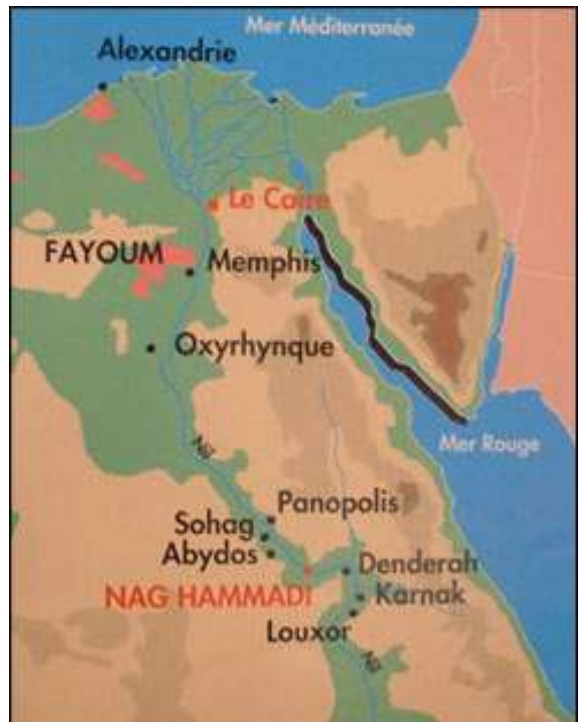 Mer Méditerranée
Alexandrie
Le Caire
FAYOUM
Memphis
Oxyrhynque
Mer Rouge
Nil
Panopolis
Sohag
Abydos
Denderah
NAG HAMMADI
Karnak
Louxor
Nil